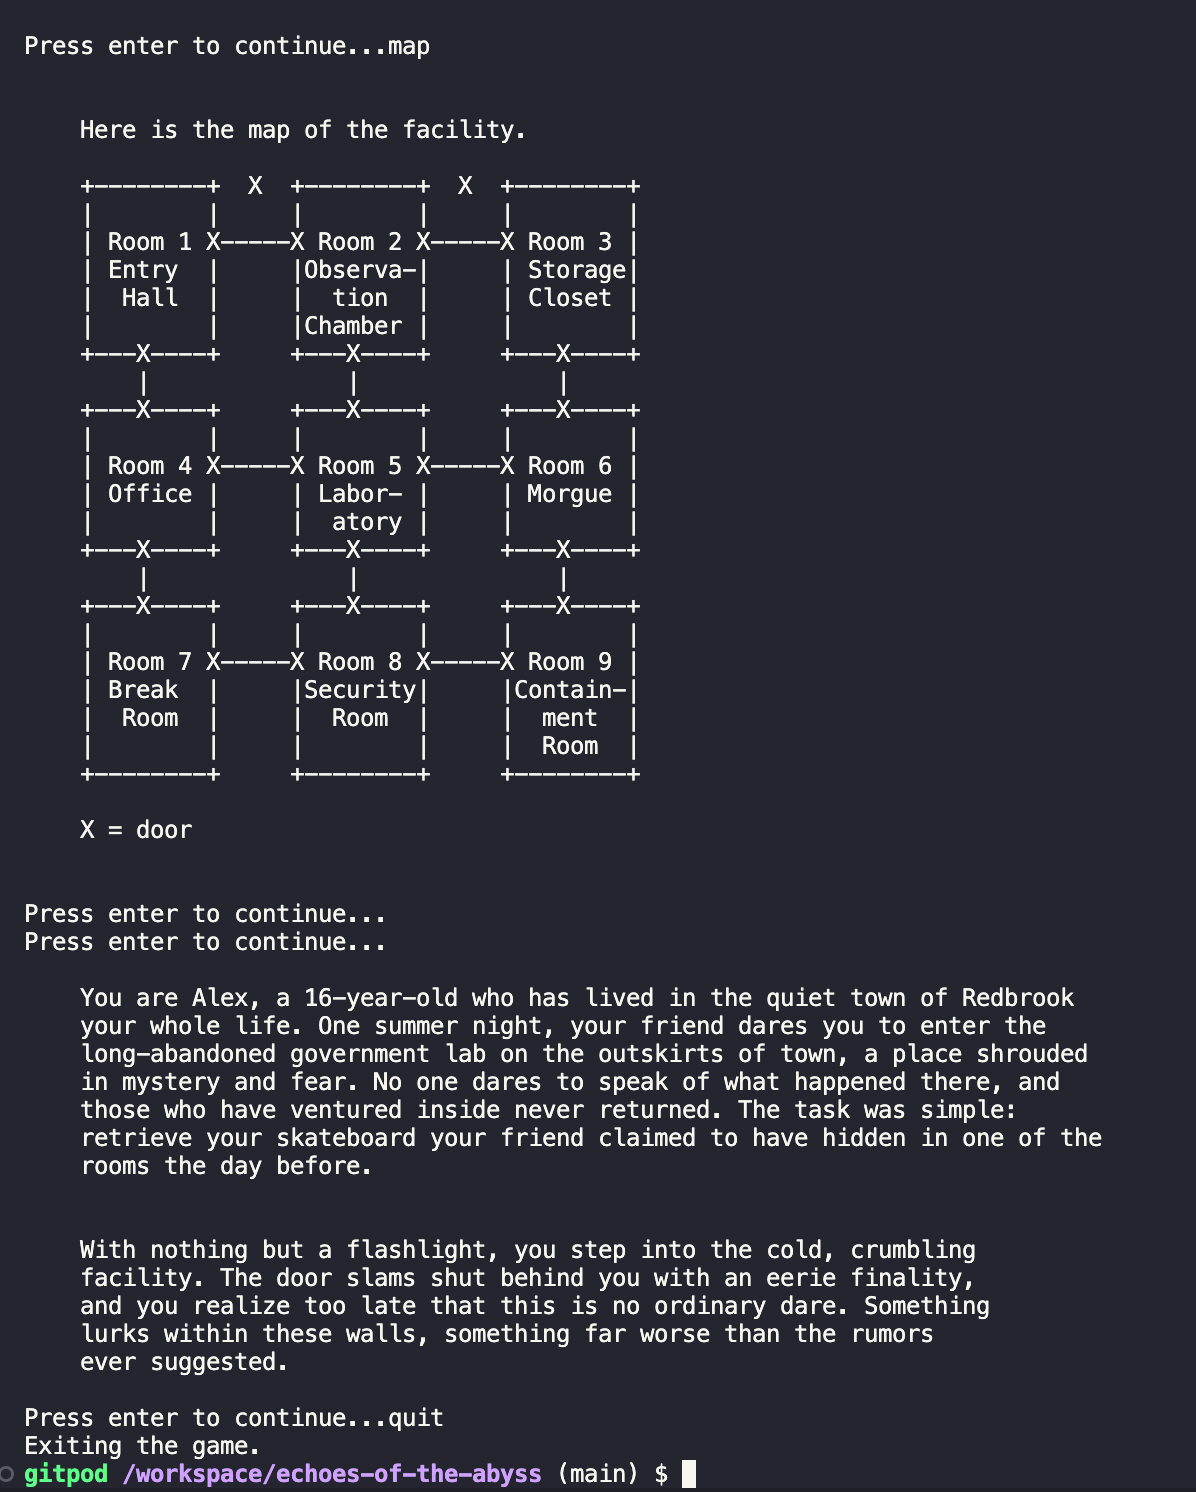 Press enter to continue...map
    Here is the map of the facility.
    +--------+  X  +--------+  X  +--------+
    |        |     |        |     |        |
    | Room 1 X-----X Room 2 X-----X Room 3 |
    | Entry  |     |Observa-|     | Storage|
    |  Hall  |     |  tion  |     | Closet |
    |        |     |Chamber |     |        |
    +---X----+     +---X----+     +---X----+
        |              |              |
    +---X----+     +---X----+     +---X----+
    |        |     |        |     |        |
    | Room 4 X-----X Room 5 X-----X Room 6 |
    | Office |     | Labor- |     | Morgue |
    |        |     |  atory |     |        |
    +---X----+     +---X----+     +---X----+
        |              |              |
    +---X----+     +---X----+     +---X----+
    |        |     |        |     |        |
    | Room 7 X-----X Room 8 X-----X Room 9 |
    | Break  |     |Security|     |Contain-|
    |  Room  |     |  Room  |     |  ment  |
    |        |     |        |     |  Room  |
    +--------+     +--------+     +--------+
    X = door
Press enter to continue...
Press enter to continue...
    You are Alex, a 16-year-old who has lived in the quiet town of Redbrook
    your whole life. One summer night, your friend dares you to enter the
    long-abandoned government lab on the outskirts of town, a place shrouded
    in mystery and fear. No one dares to speak of what happened there, and
    those who have ventured inside never returned. The task was simple:
    retrieve your skateboard your friend claimed to have hidden in one of the
    rooms the day before.
    With nothing but a flashlight, you step into the cold, crumbling
    facility. The door slams shut behind you with an eerie finality,
    and you realize too late that this is no ordinary dare. Something
    lurks within these walls, something far worse than the rumors
    ever suggested.
Press enter to continue...quit
Exiting the game.
gitpod /workspace/echoes-of-the-abyss (main) $